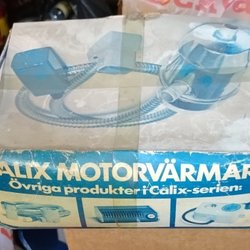 CALIX MOTORVÄRMARE
Övriga produkter i Calix-serien: